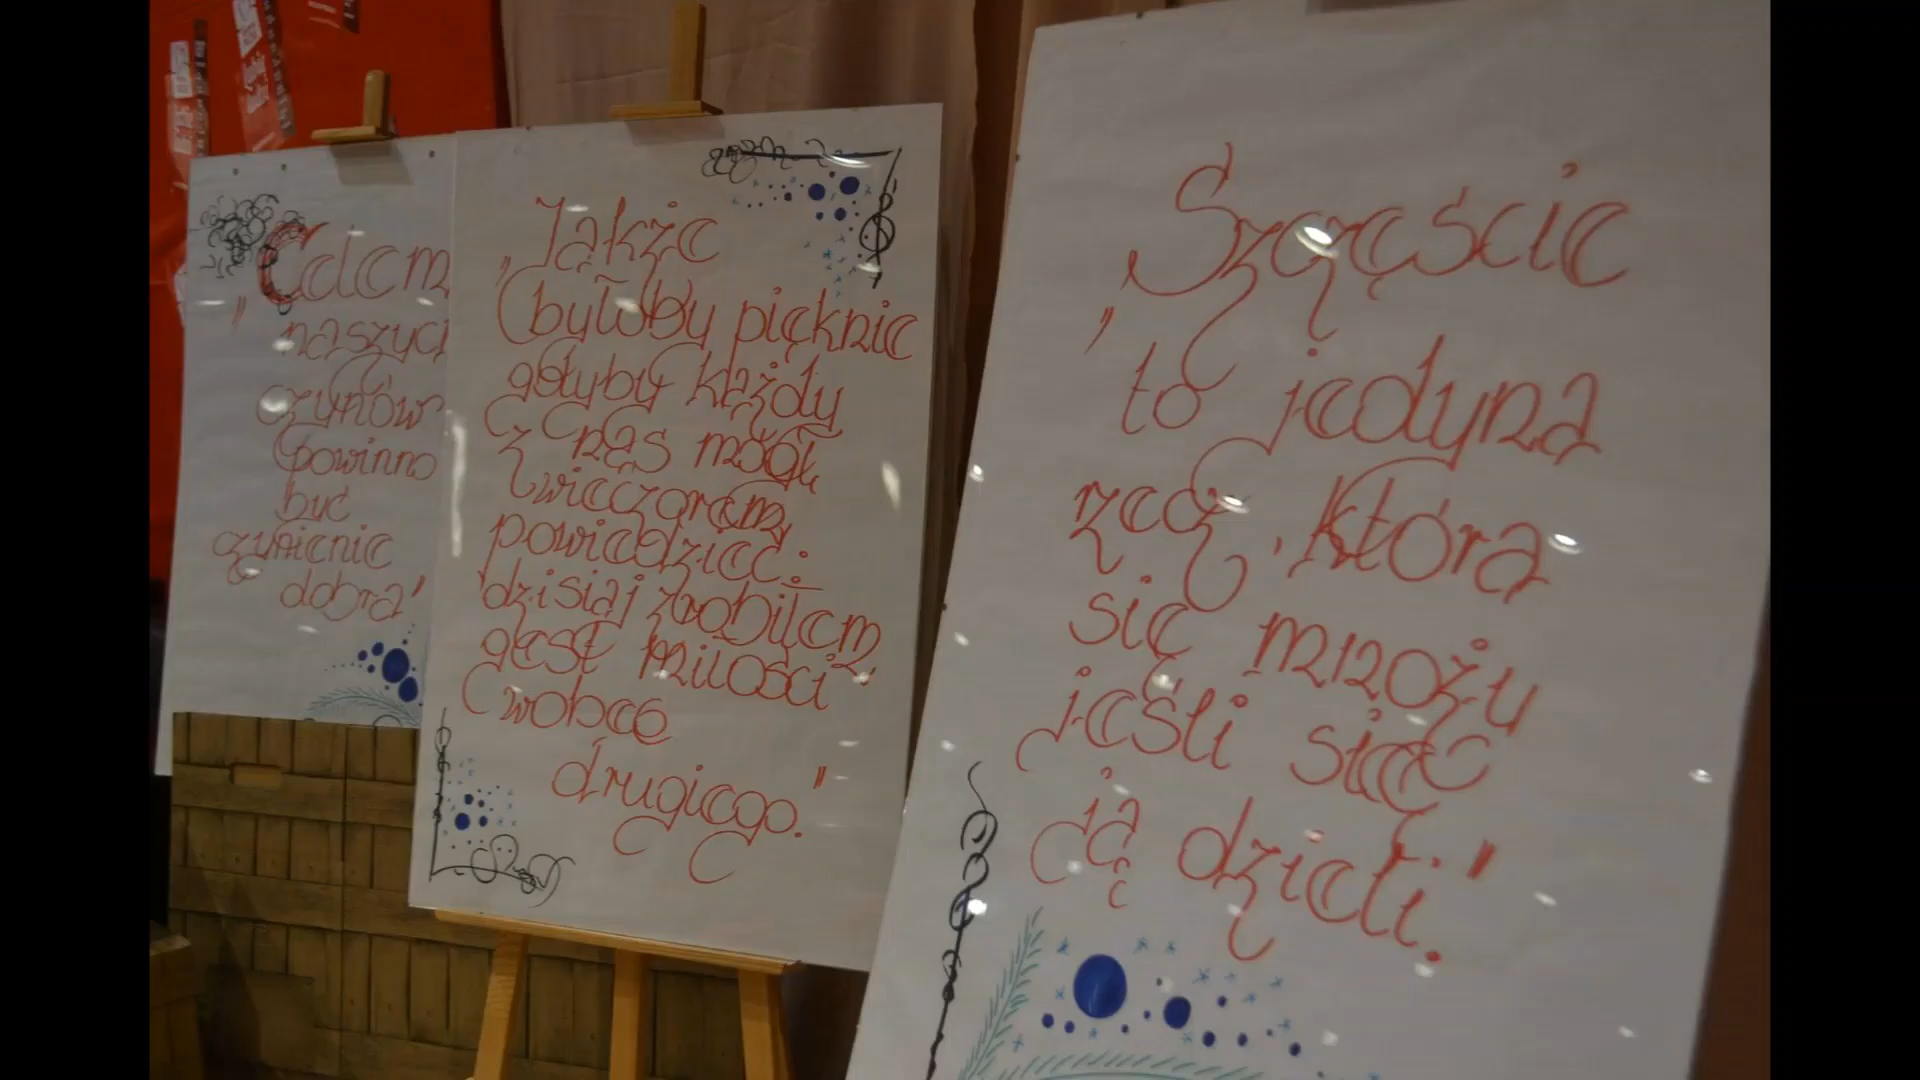 „Celem
naszych
czynów
powinno
być
czynienie
dobra"
„Jakże
byłoby pięknie
gdyby każdy
z nas mógł
wieczorem
powiedzieć:
dzisiaj zrobiłem
gest miłości
wobec
drugiego."
„Szczęście
to jedyna
rzecz, która
się mnoży
jeśli się
ją dzieli."